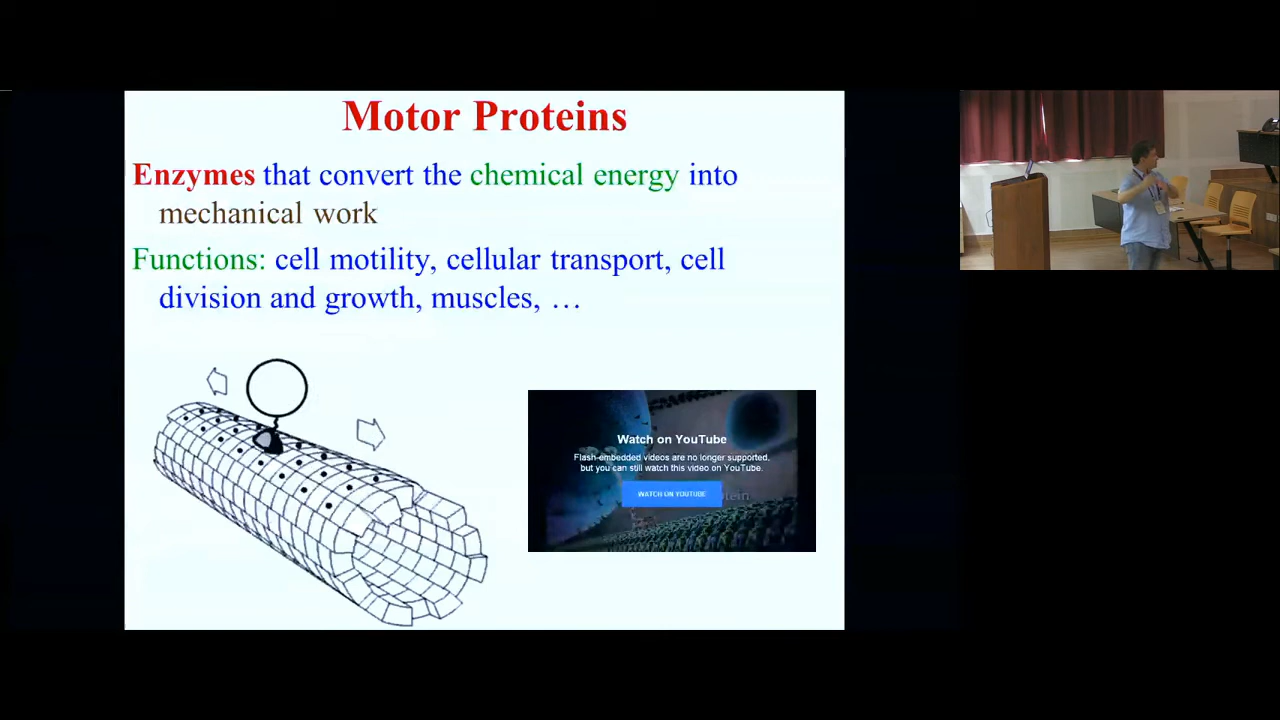 Motor Proteins
Enzymes that convert the chemical energy into
mechanical work
Functions: cell motility, cellular transport, cell
division and growth, muscles, …
Watch on YouTube
Flash-embedded videos are no longer supported,
but you can still watch this video on YouTube.
WATCH ON YOUTUBE